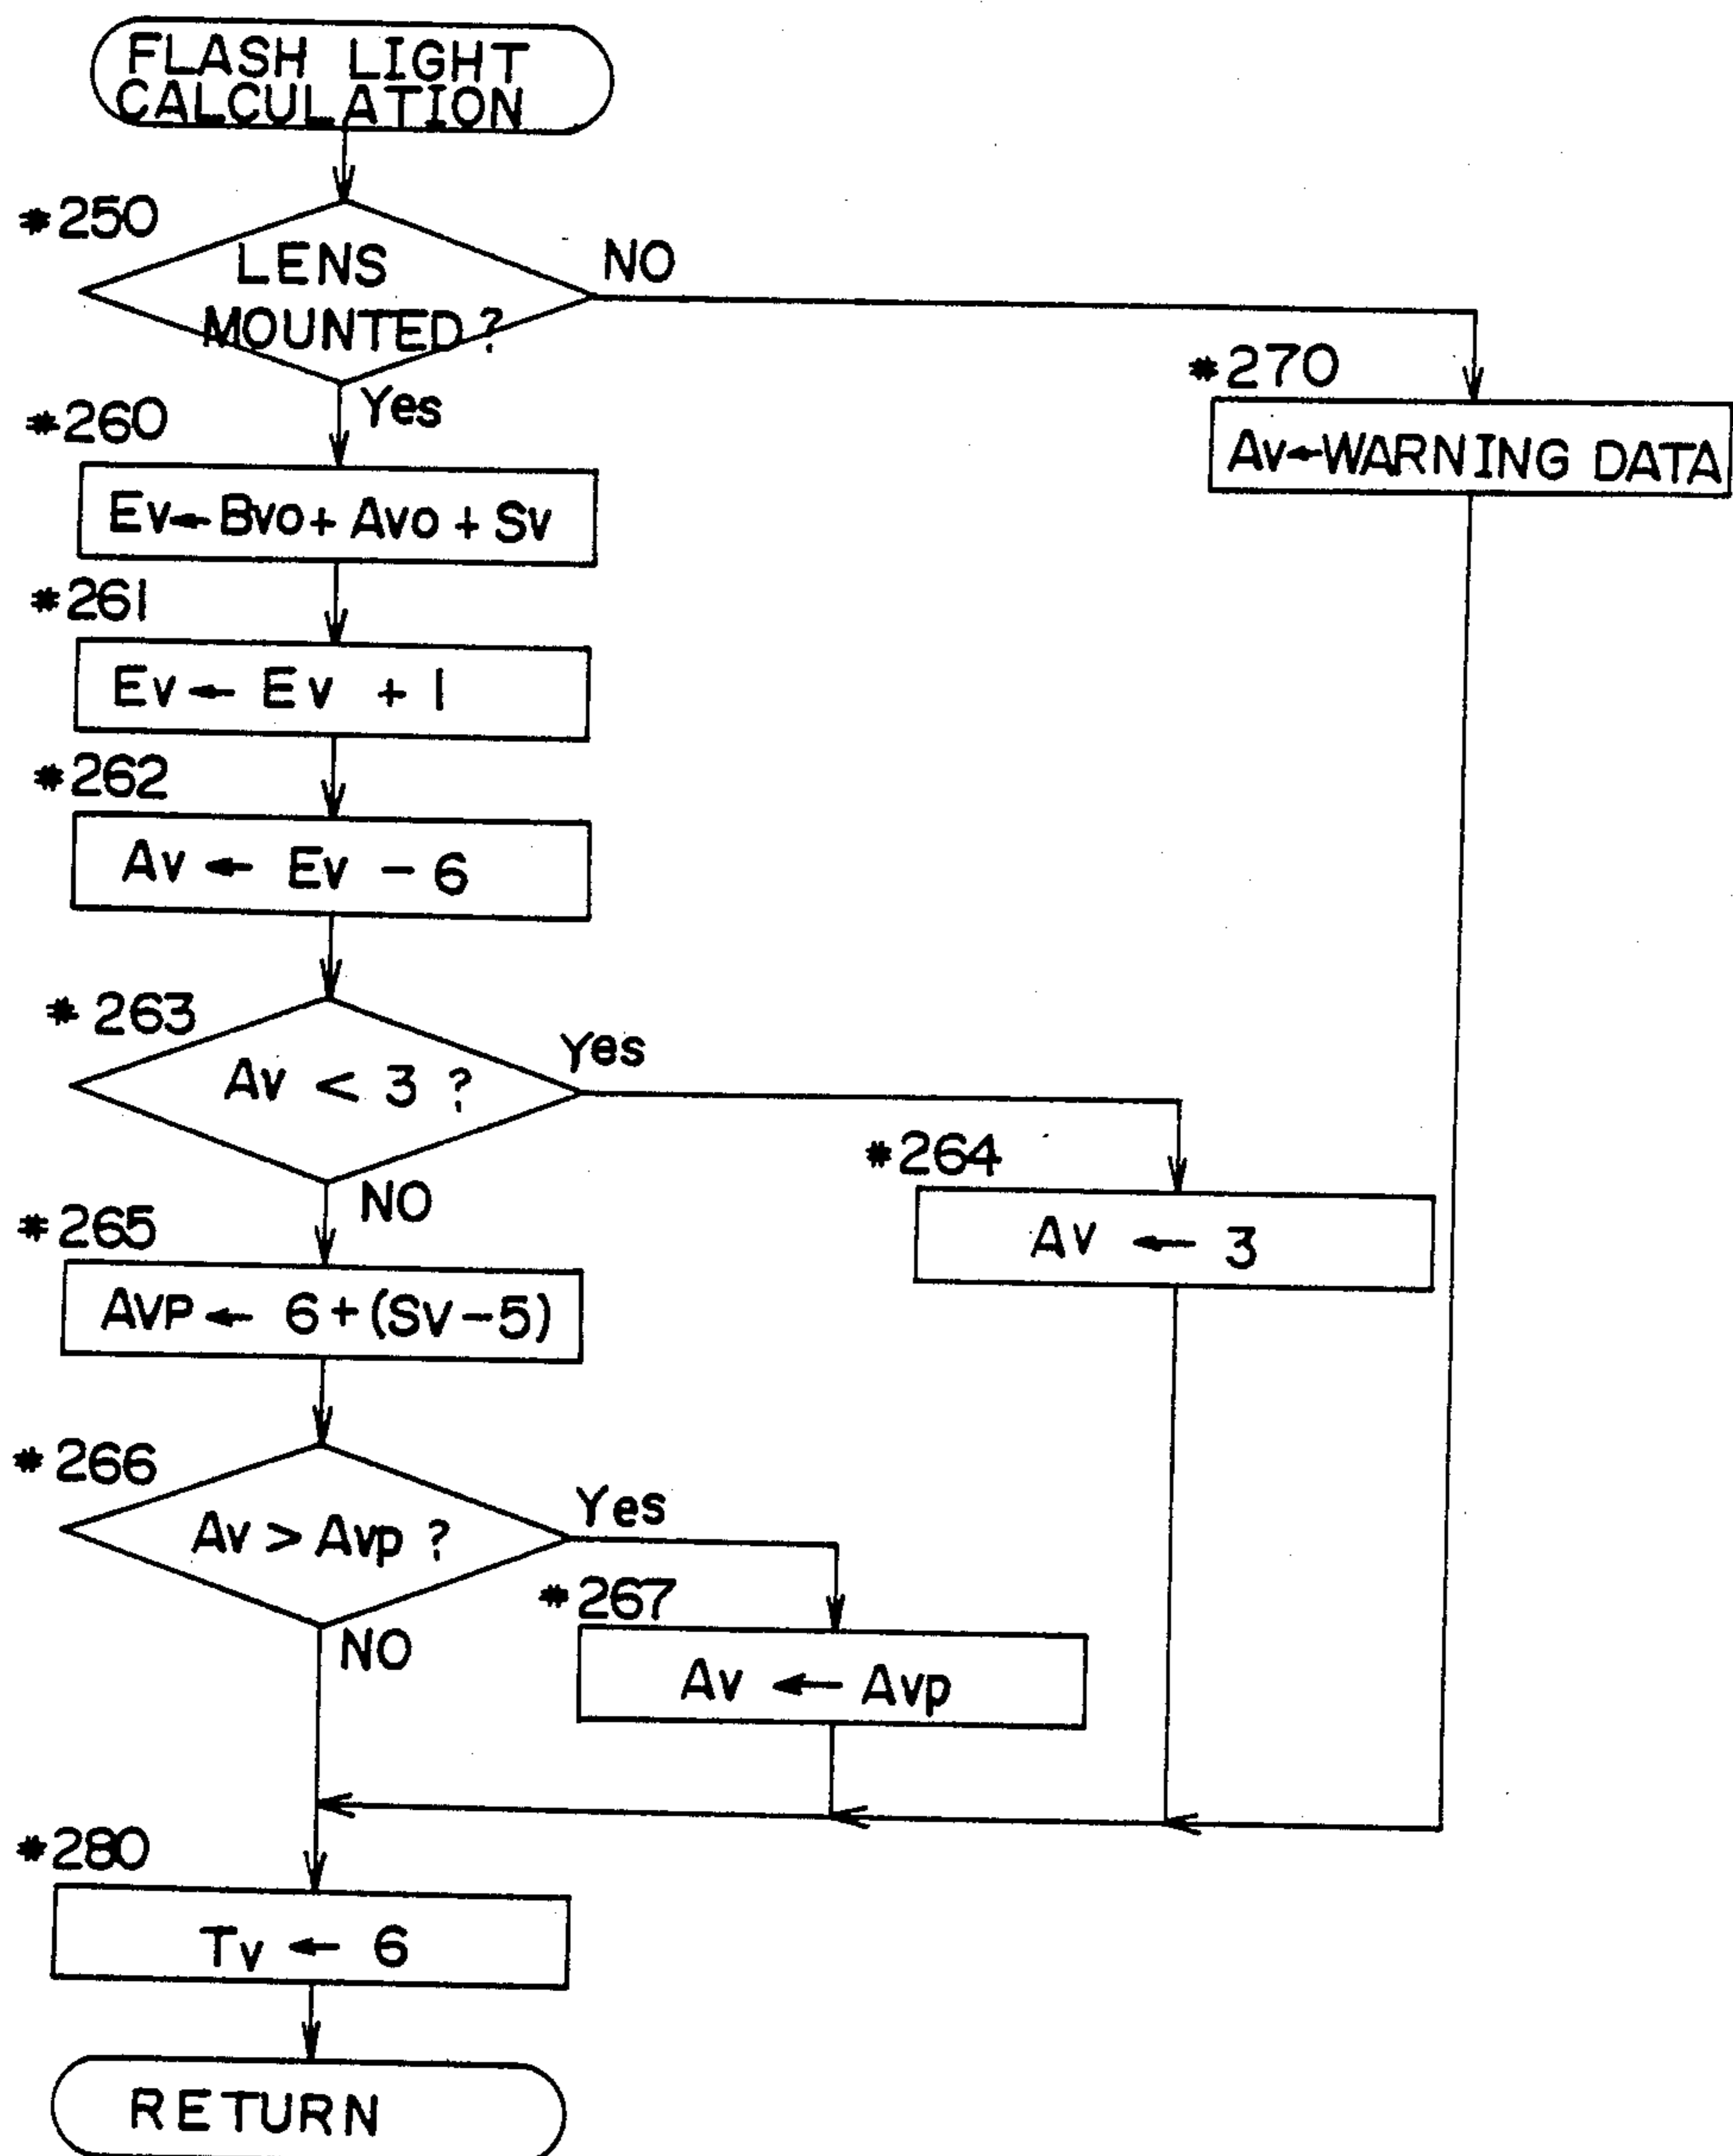 FLASH LIGHT
CALCULATION
*250
LENS
MOUNTED?
NO
Yes
*270
Av←WARNING DATA
*260
Ev←Bvo+Avo+Sv
*261
Ev← Ev +1
*262
Av ← Ev -6
*263
Av < 3 ?
Yes
NO
*264
Av ← 3
*265
AVP← 6+(Sv-5)
*266
Av > Avp ?
Yes
NO
*267
Av ← Avp
*280
Tv ← 6
RETURN